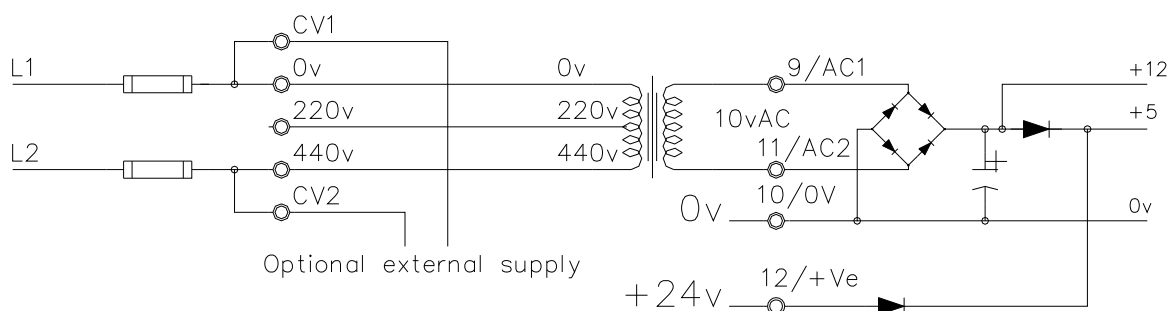 CV1
L1
0v
0v
9/AC1
+12
220v
220v
10vAC
+5
L2
440v
440v
11/AC2
CV2
0v
10/0V
0v
Optional external supply
+24v
12/+Ve